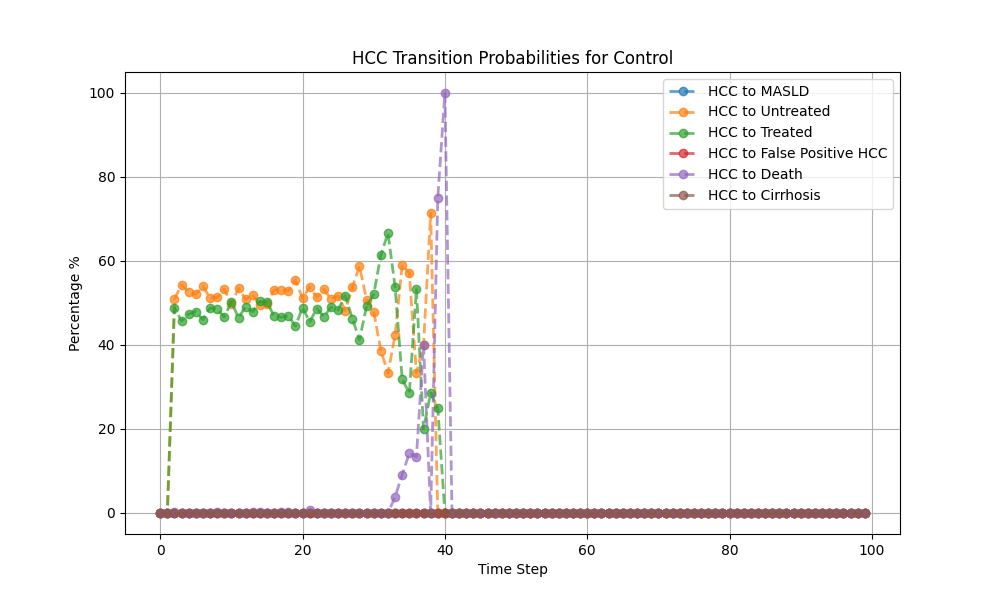 HCC Transition Probabilities for Control
HCC to MASLD
HCC to Untreated
HCC to Treated
HCC to False Positive HCC
HCC to Death
HCC to Cirrhosis
Percentage %
100
80
60
40
20
0
0 20 40 60 80 100
Time Step